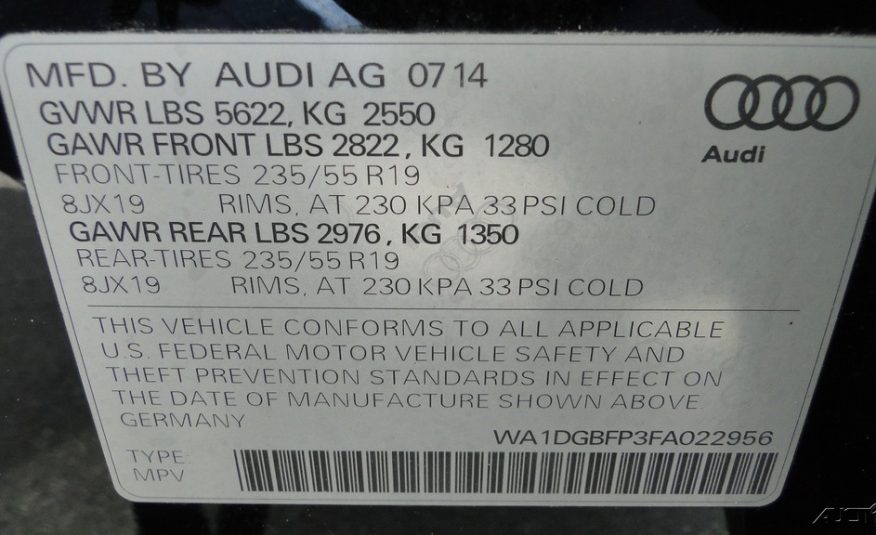 MFD. BY AUDI AG 07 14
GVWR LBS 5622, KG 2550
GAWR FRONT LBS 2822, KG 1280
FRONT-TIRES 235/55 R19
8JX19 RIMS, AT 230 KPA 33 PSI COLD
GAWR REAR LBS 2976, KG 1350
REAR-TIRES 235/55 R19
8JX19 RIMS, AT 230 KPA 33 PSI COLD
Audi
THIS VEHICLE CONFORMS TO ALL APPLICABLE
U.S. FEDERAL MOTOR VEHICLE SAFETY AND
THEFT PREVENTION STANDARDS IN EFFECT ON
THE DATE OF MANUFACTURE SHOWN ABOVE.
GERMANY
WA1DGBFP3FA022956
TYPE:
MPV